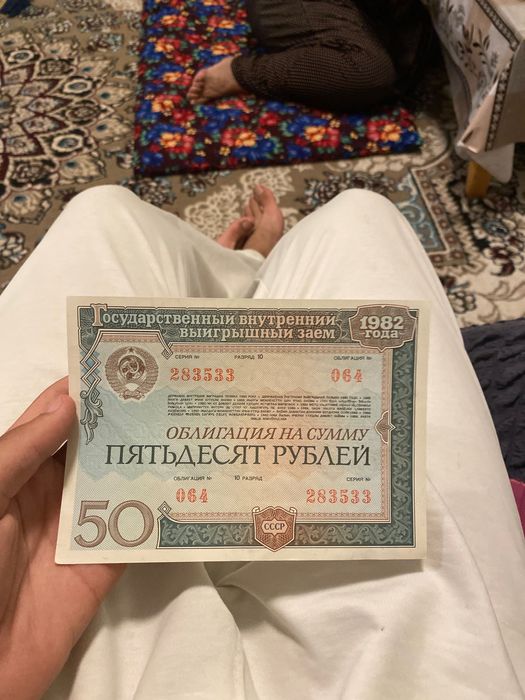 Государственный внутренний
выигрышный заем
1982
года
СЕРИЯ №
РАЗРЯД 10
ОБЛИГАЦИЯ №
283533
064
ОБЛИГАЦИЯ НА СУММУ
ПЯТЬДЕСЯТ РУБЛЕЙ
ОБЛИГАЦИЯ №
10 РАЗРЯД
СЕРИЯ №
064
283533
50
СССР